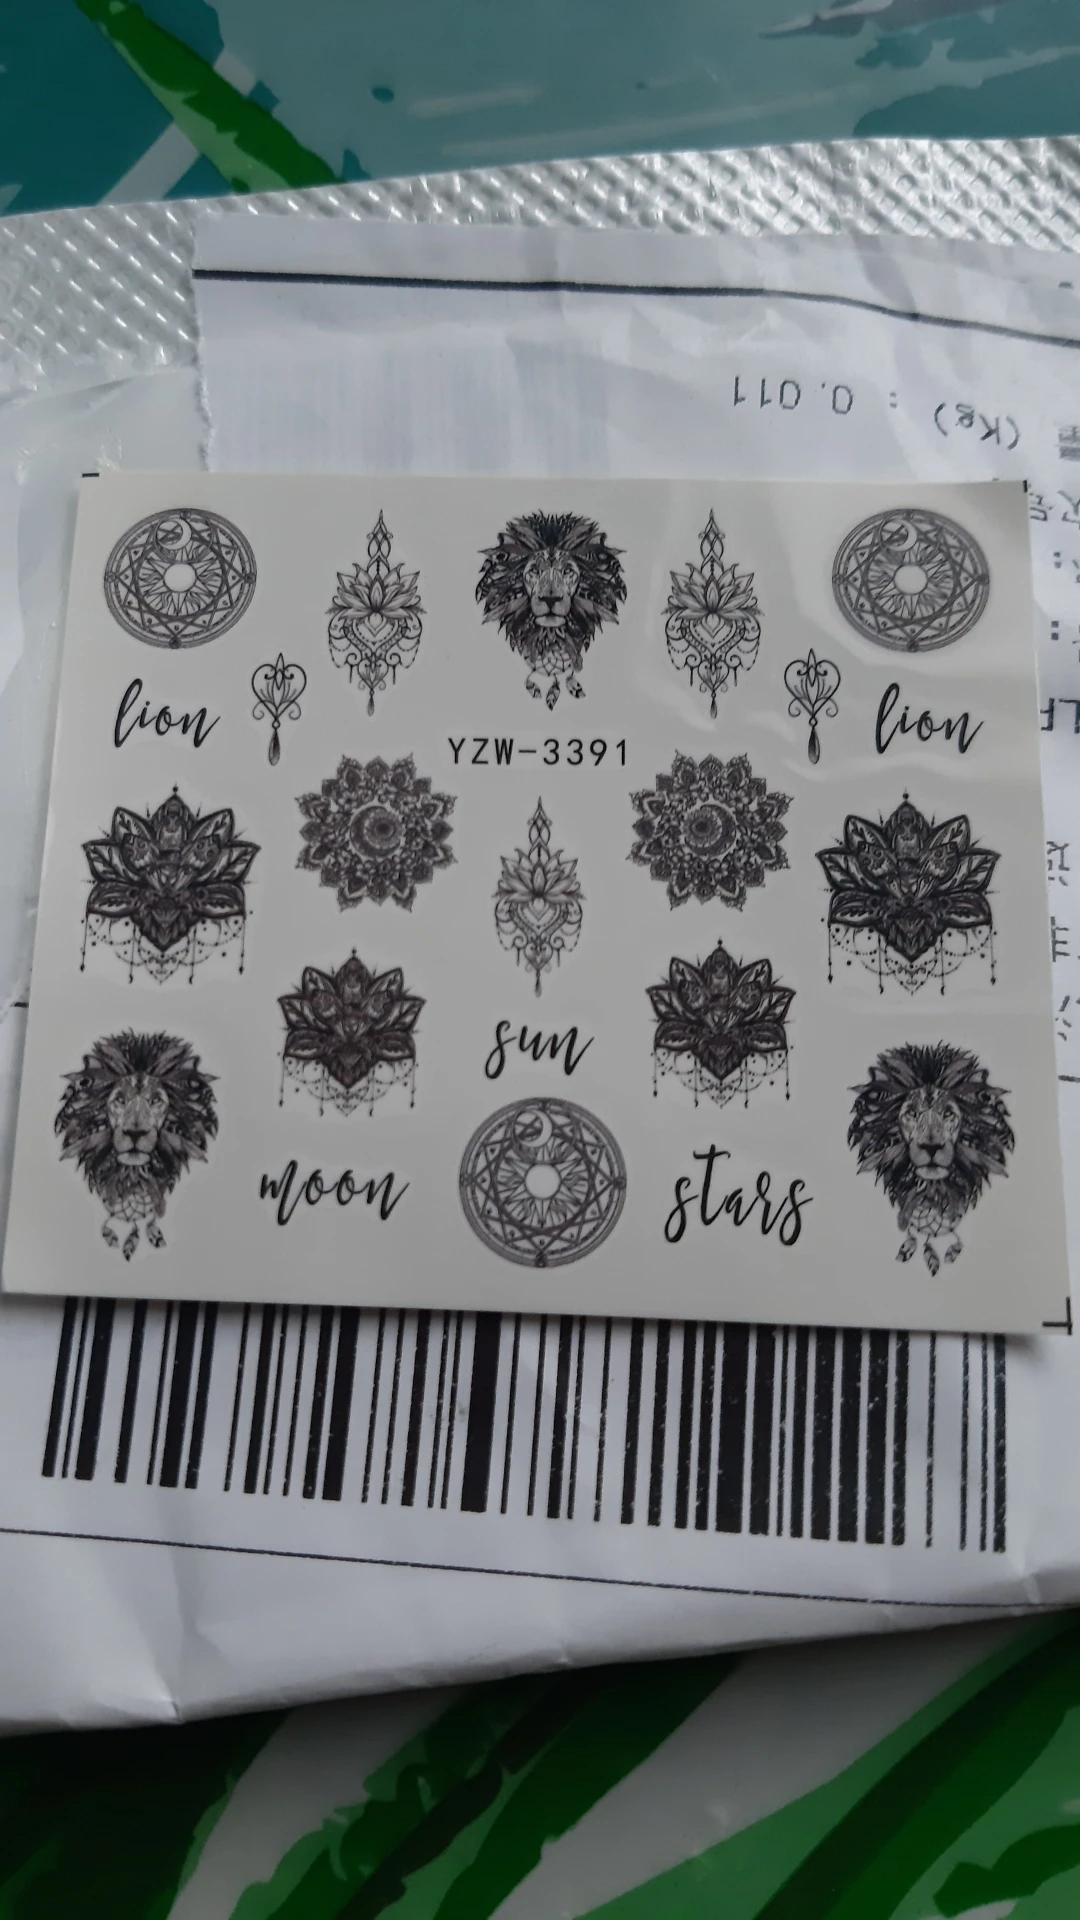 (Kg) : 0.011
lion
lion
YZW-3391
sun
moon
stars